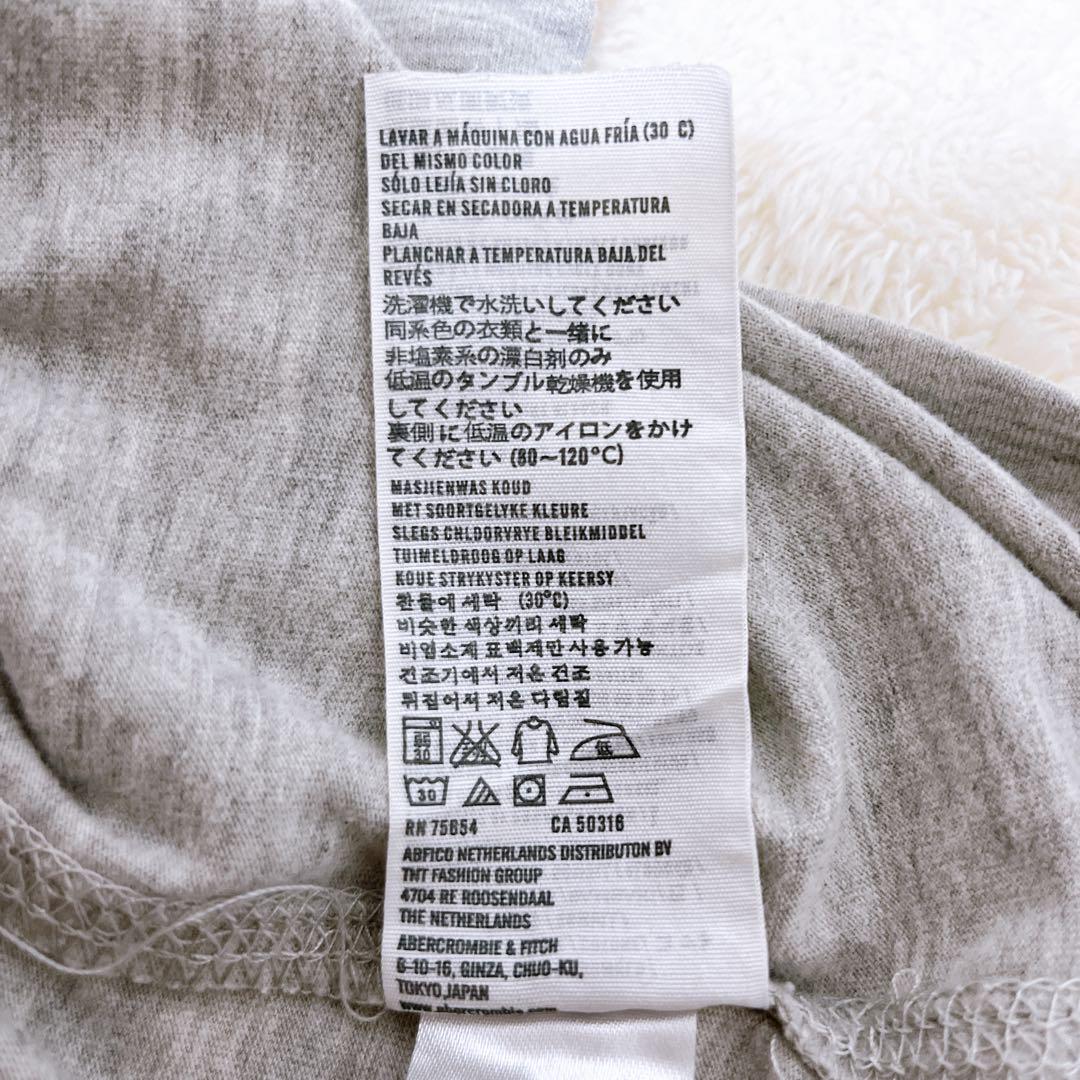 LAVAR A MÁQUINA CON AGUA FRÍA (30 C)
DEL MISMO COLOR
SÓLO LEJÍA SIN CLORO
SECAR EN SECADORA A TEMPERATURA
BAJA
PLANCHAR A TEMPERATURA BAJA DEL
REVÉS
洗濯機で水洗いしてください
同系色の衣類と一緒に
非塩素系の漂白剤のみ
低温のタンブル乾燥機を使用
してください
裏側に低温のアイロンをかけ
てください (80～120°C)
MASJIENWAS KOUD
MET SOORTGELYKE KLEURE
SLEGS CHLOORVRYE BLEIKMIDDEL
TUIMELDROOG OP LAAG
KOUE STRYKYSTER OP KEERSY
찬물에 세탁 (30°C)
비슷한 색상끼리 세탁
비염소제 표백제만 사용 가능
건조기에서 저온 건조
뒤집어서 저온 다림질
低
30
RN 75654 CA 50316
ABFICO NETHERLANDS DISTRIBUTON BV
TNT FASHION GROUP
4704 RE ROOSENDAAL
THE NETHERLANDS
ABERCROMBIE & FITCH
6-10-16, GINZA, CHUO-KU,
TOKYO,JAPAN
www.abercrombie.com